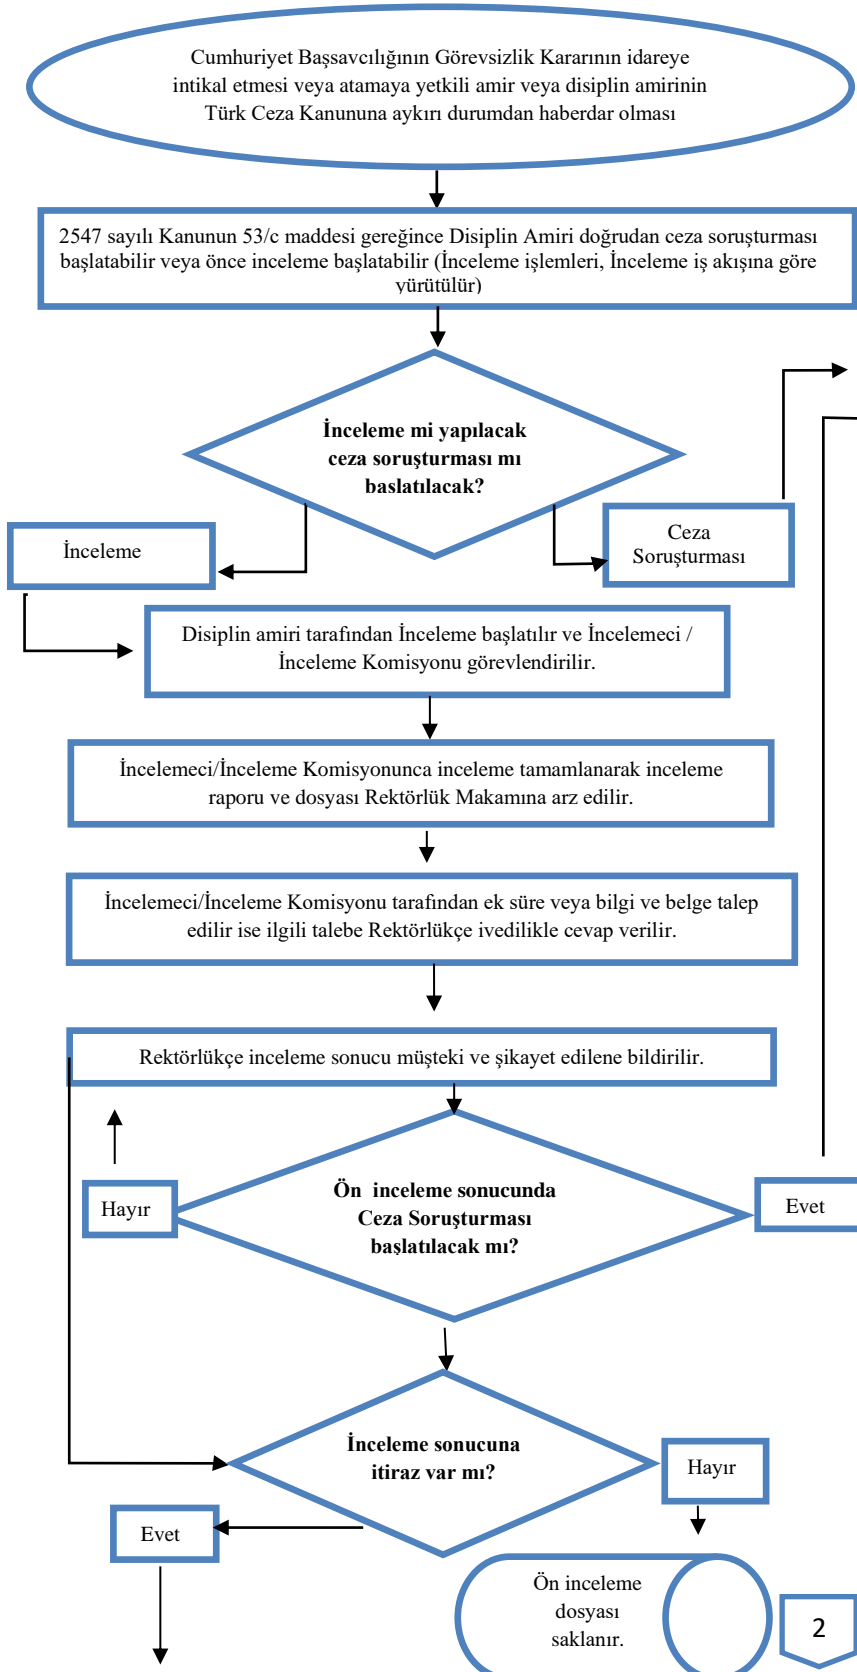 Cumhuriyet Başsavcılığının Görevsizlik Kararının idareye
intikal etmesi veya atamaya yetkili amir veya disiplin amirinin
Türk Ceza Kanununa aykırı durumdan haberdar olması
2547 sayılı Kanunun 53/c maddesi gereğince Disiplin Amiri doğrudan ceza soruşturması
başlatabilir veya önce inceleme başlatabilir (İnceleme işlemleri, İnceleme iş akışına göre
yürütülür)
İnceleme mi yapılacak
ceza soruşturması mı
baslatılacak?
İnceleme
Ceza
Soruşturması
Disiplin amiri tarafından İnceleme başlatılır ve İncelemeci /
İnceleme Komisyonu görevlendirilir.
İncelemeci/İnceleme Komisyonunca inceleme tamamlanarak inceleme
raporu ve dosyası Rektörlük Makamına arz edilir.
İncelemeci/İnceleme Komisyonu tarafından ek süre veya bilgi ve belge talep
edilir ise ilgili talebe Rektörlükçe ivedilikle cevap verilir.
Rektörlükçe inceleme sonucu müşteki ve şikayet edilene bildirilir.
Ön inceleme sonucunda
Ceza Soruşturması
başlatılacak mı?
Hayır
Evet
İnceleme sonucuna
itiraz var mı?
Hayır
Evet
Ön inceleme
dosyası
saklanır.
2